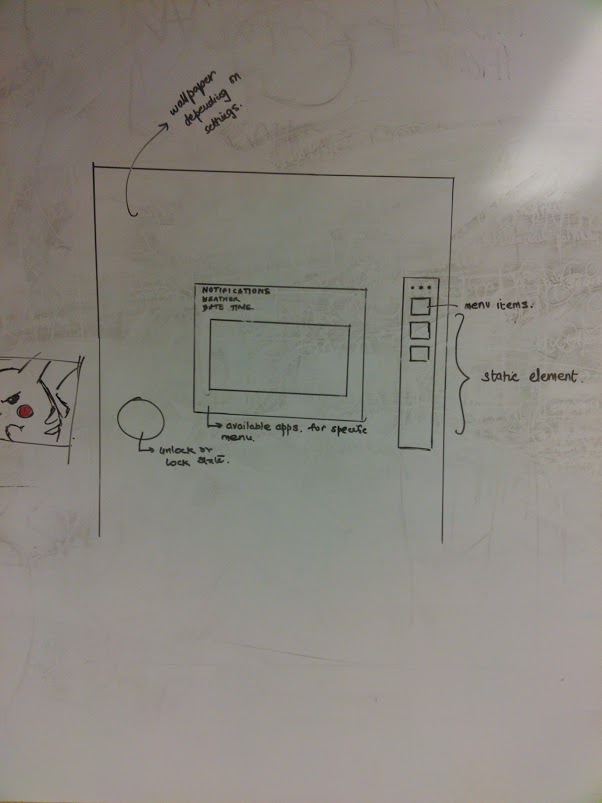 wallpaper
depending on
settings.
NOTIFICATIONS
WEATHER
DATE TIME
menu items.
static element.
available apps. for specific
menu.
unlock or
lock state.